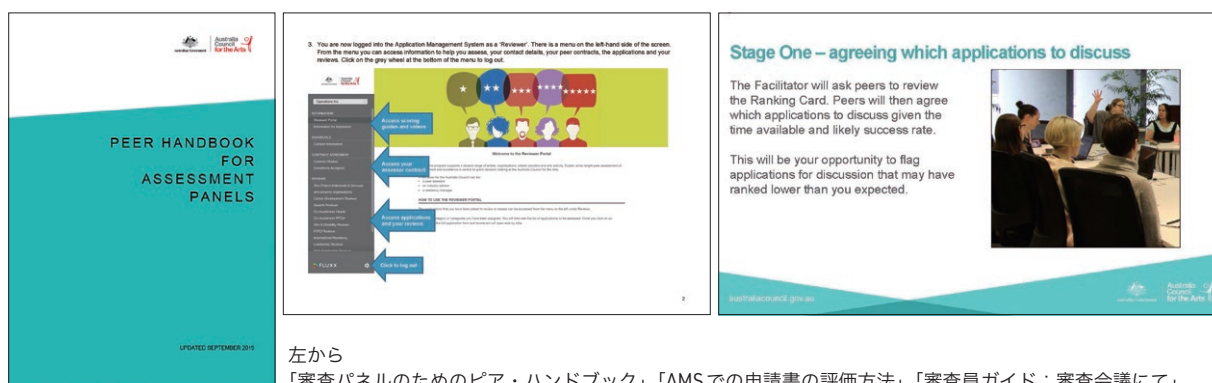 Australia
Council
for the Arts
PEER HANDBOOK
FOR
ASSESSMENT
PANELS
UPDATED SEPTEMBER 2015
3. You are now logged into the Application Management System as a 'Reviewer'. There is a menu on the left-hand side of the screen.
From the menu you can access information to help you assess, your contact details, your peer contracts, the applications and your
reviews. Click on the grey wheel at the bottom of the menu to log out.
Access scoring
guides and videos
Access your
assessor contract
Access applications
and your reviews
Click to log out
FLUXX
Welcome to the Reviewer Portal
HOW TO USE THE REVIEWER PORTAL
2
Stage One – agreeing which applications to discuss
The Facilitator will ask peers to review
the Ranking Card. Peers will then agree
which applications to discuss given the
time available and likely success rate.
This will be your opportunity to flag
applications for discussion that may have
ranked lower than you expected.
australiacouncil.gov.au
Australia
Council
for the Arts
左から
「審査パネルのためのピア・ハンドブック」「AMSでの申請書の評価方法」「審査員ガイド：審査会議にて」